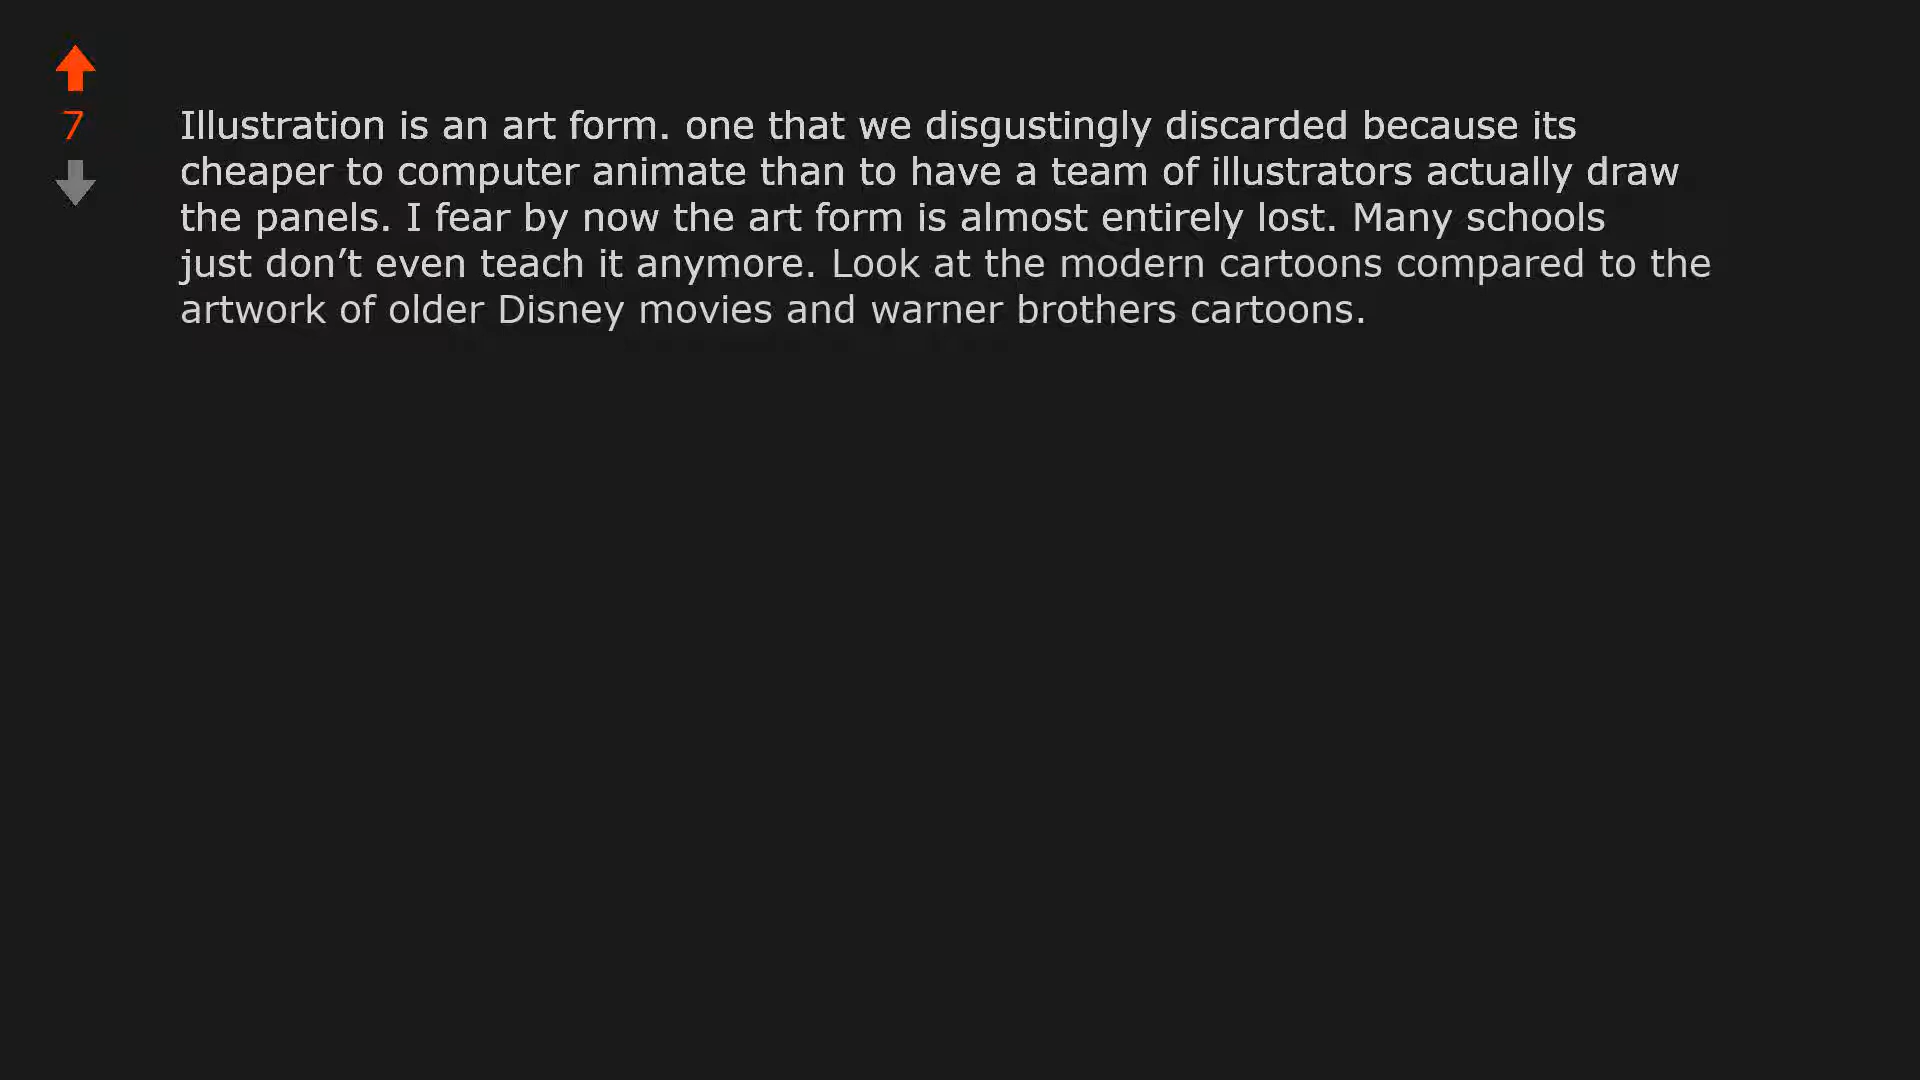 7
Illustration is an art form. one that we disgustingly discarded because its
cheaper to computer animate than to have a team of illustrators actually draw
the panels. I fear by now the art form is almost entirely lost. Many schools
just don’t even teach it anymore. Look at the modern cartoons compared to the
artwork of older Disney movies and warner brothers cartoons.